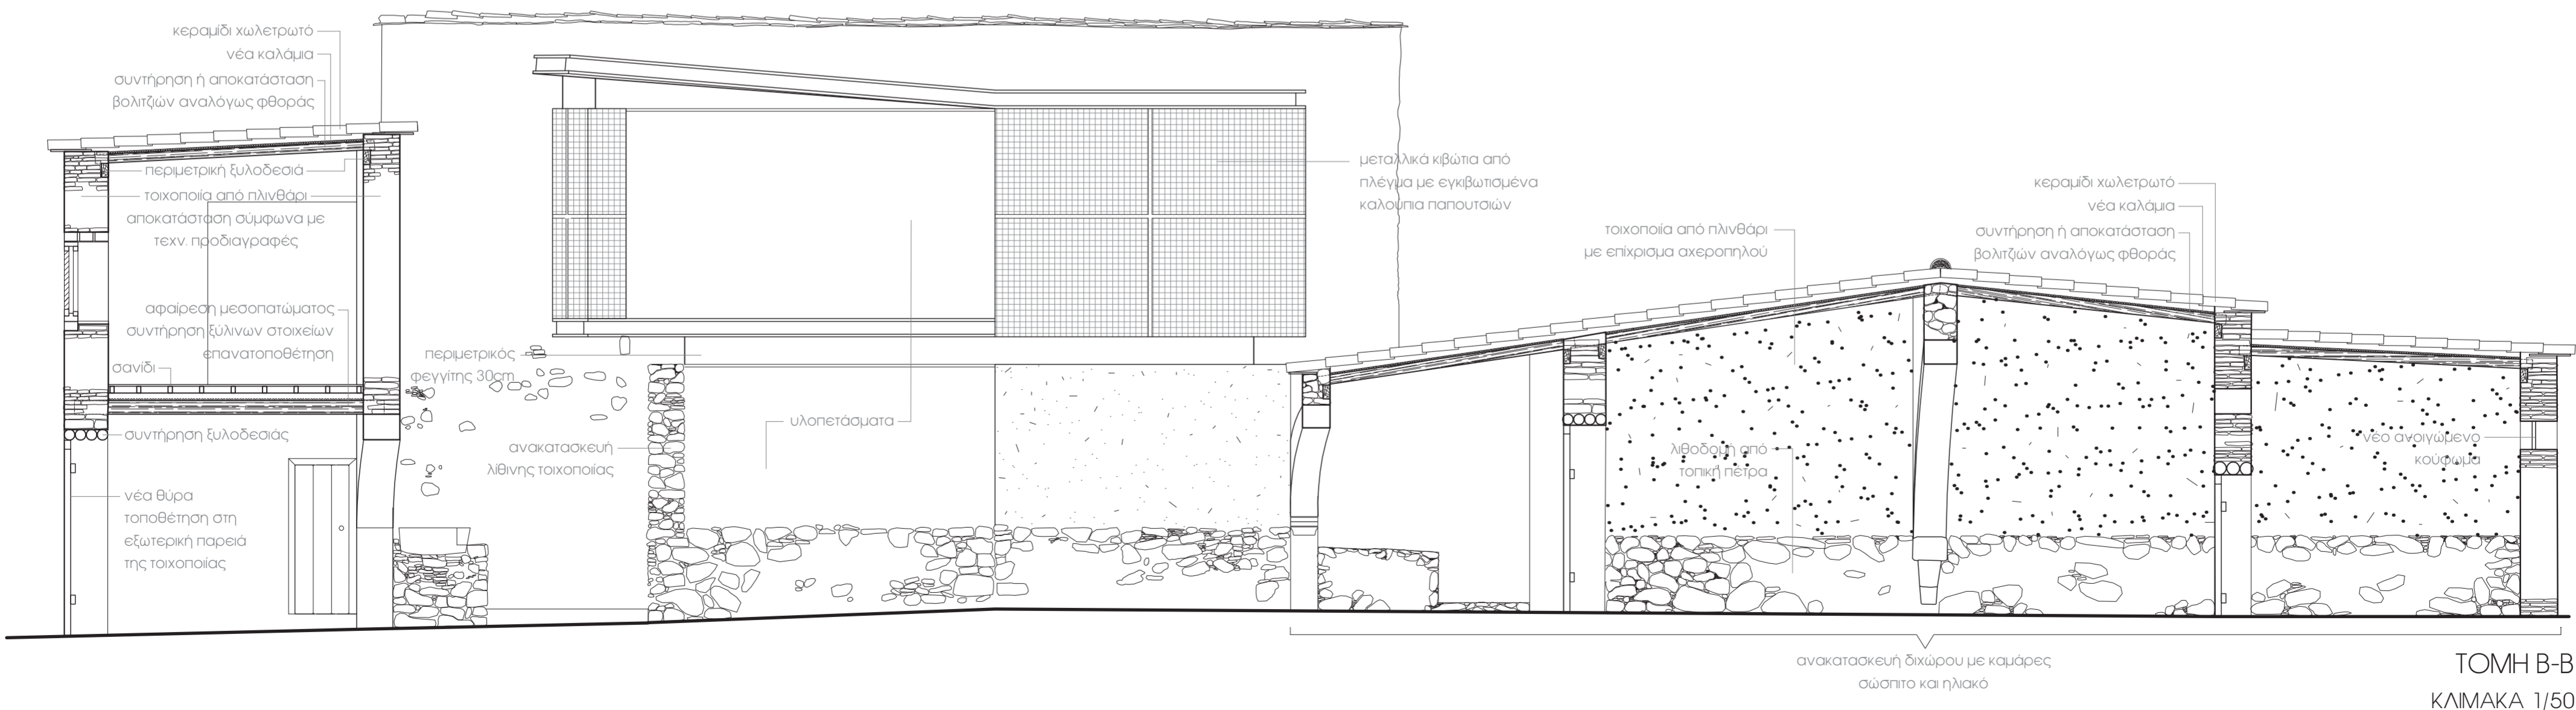 κεραμίδι χωλετρωτό
νέα καλάμια
συντήρηση ή αποκατάσταση
βολιτζιών αναλόγως φθοράς
περιμετρική ξυλοδεσιά
τοιχοποιία από πλινθάρι
αποκατάσταση σύμφωνα με
τεχν. προδιαγραφές
αφαίρεση μεσοπατώματος
συντήρηση ξύλινων στοιχείων
επανατοποθέτηση
σανίδι
συντήρηση ξυλοδεσιάς
νέα θύρα
τοποθέτηση στη
εξωτερική παρειά
της τοιχοποιίας
περιμετρικός
φεγγίτης 30cm
ανακατασκευή
λίθινης τοιχοποιίας
υλοπετάσματα
μεταλλικά κιβώτια από
πλέγμα με εγκιβωτισμένα
καλούπια παπουτσιών
τοιχοποιία από πλινθάρι
με επίχρισμα αχεροπηλού
λιθοδομή από
τοπική πέτρα
κεραμίδι χωλετρωτό
νέα καλάμια
συντήρηση ή αποκατάσταση
βολιτζιών αναλόγως φθοράς
νέο ανοιγώμενο
κούφωμα
ανακατασκευή διχώρου με καμάρες
σώσπιτο και ηλιακό
ΤΟΜΗ Β-Β
ΚΛΙΜΑΚΑ 1/50